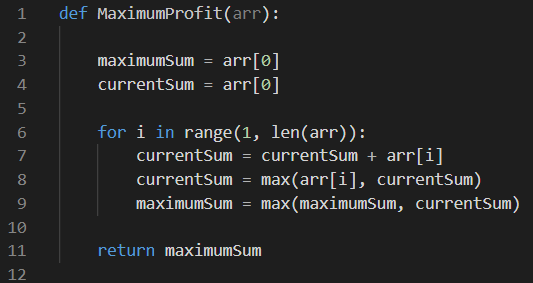 1 def MaximumProfit(arr):
2
3 maximumSum = arr[0]
4 currentSum = arr[0]
5
6 for i in range(1, len(arr)):
7 currentSum = currentSum + arr[i]
8 currentSum = max(arr[i], currentSum)
9 maximumSum = max(maximumSum, currentSum)
10
11 return maximumSum
12